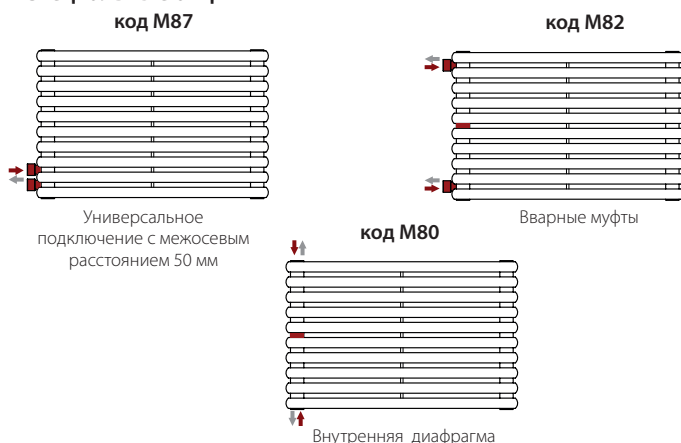 код M87
код M82
Универсальное
подключение с межосевым
расстоянием 50 мм
Вварные муфты
код M80
Внутренняя диафрагма